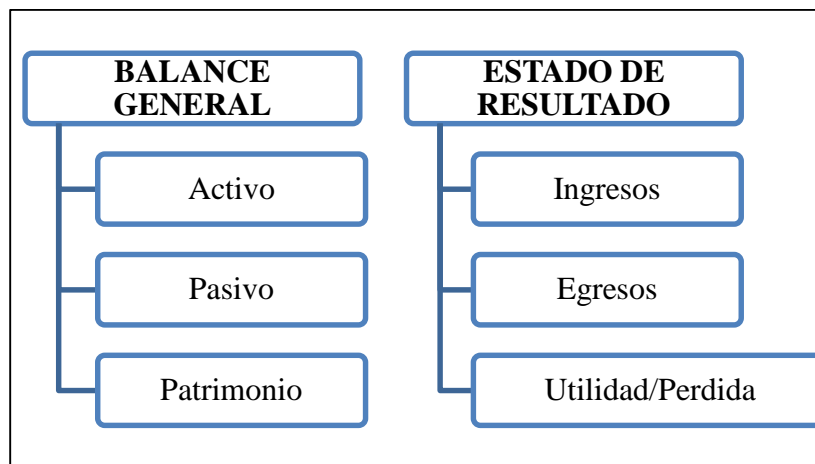 BALANCE
GENERAL
Activo
Pasivo
Patrimonio
ESTADO DE
RESULTADO
Ingresos
Egresos
Utilidad/Perdida